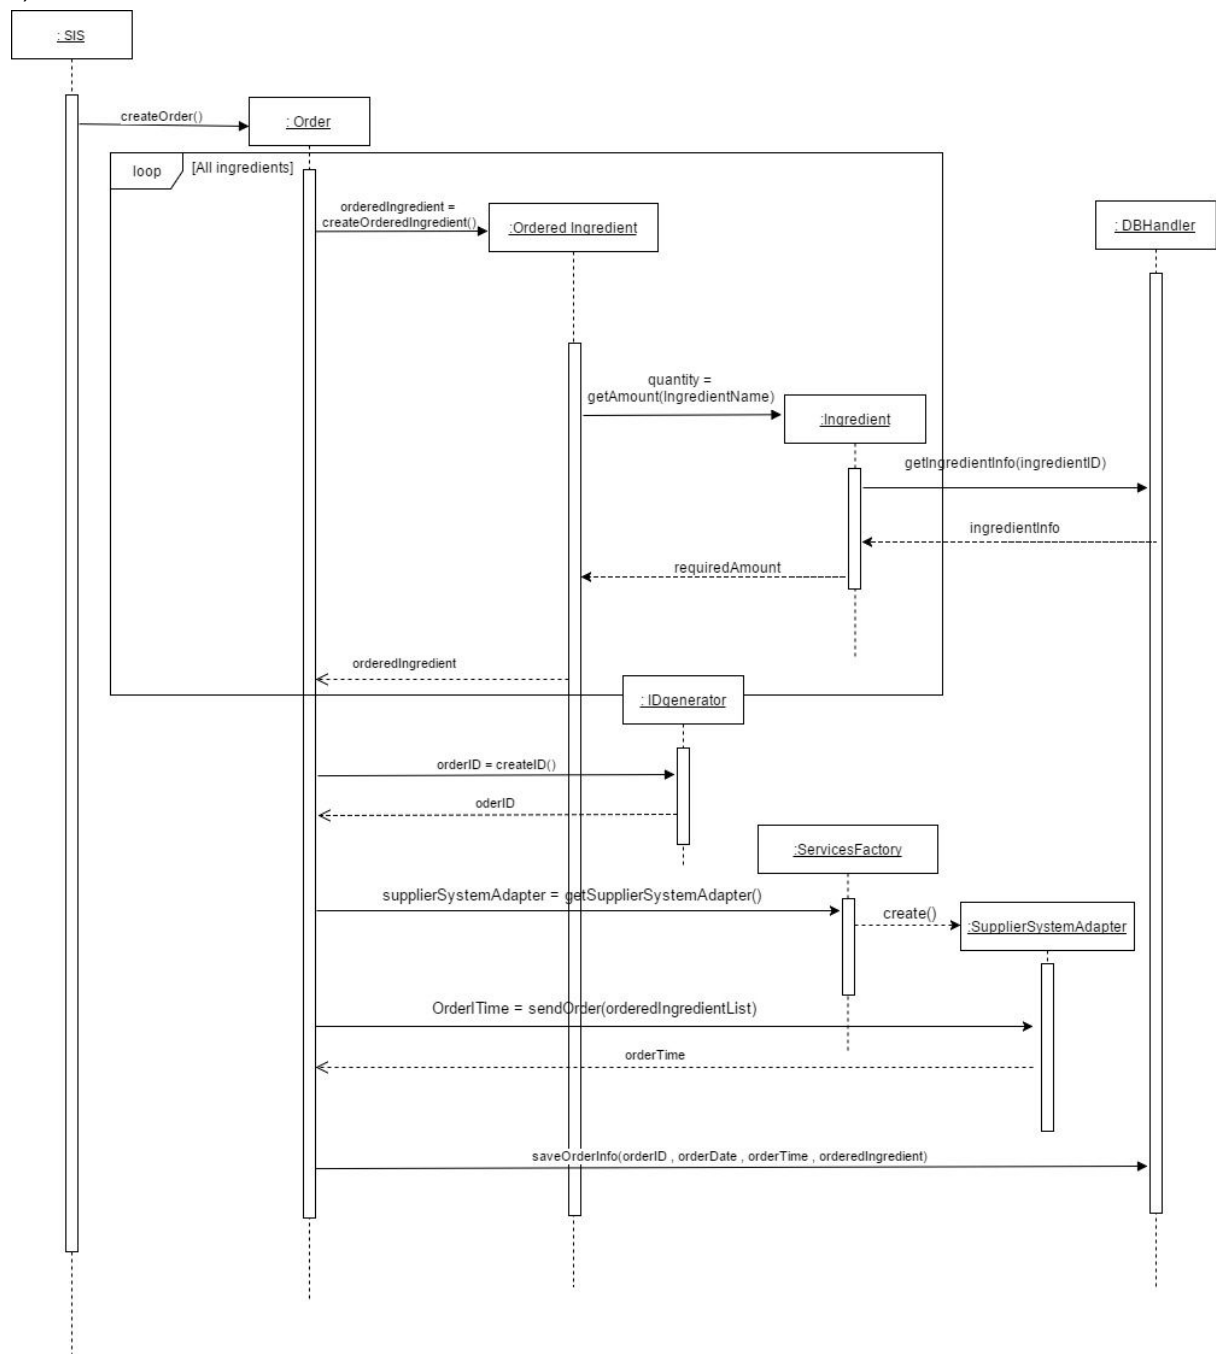 : SIS
createOrder()
: Order
loop
[All ingredients]
orderedIngredient =
createOrderedIngredient()
:Ordered Ingredient
: DBHandler
quantity =
getAmount(IngredientName)
:Ingredient
getIngredientInfo(ingredientID)
ingredientInfo
requiredAmount
orderedIngredient
: IDgenerator
orderID = createID()
oderID
:ServicesFactory
supplierSystemAdapter = getSupplierSystemAdapter()
create()
:SupplierSystemAdapter
OrderITime = sendOrder(orderedIngredientList)
orderTime
saveOrderInfo(orderID , orderDate , orderTime , orderedIngredient)